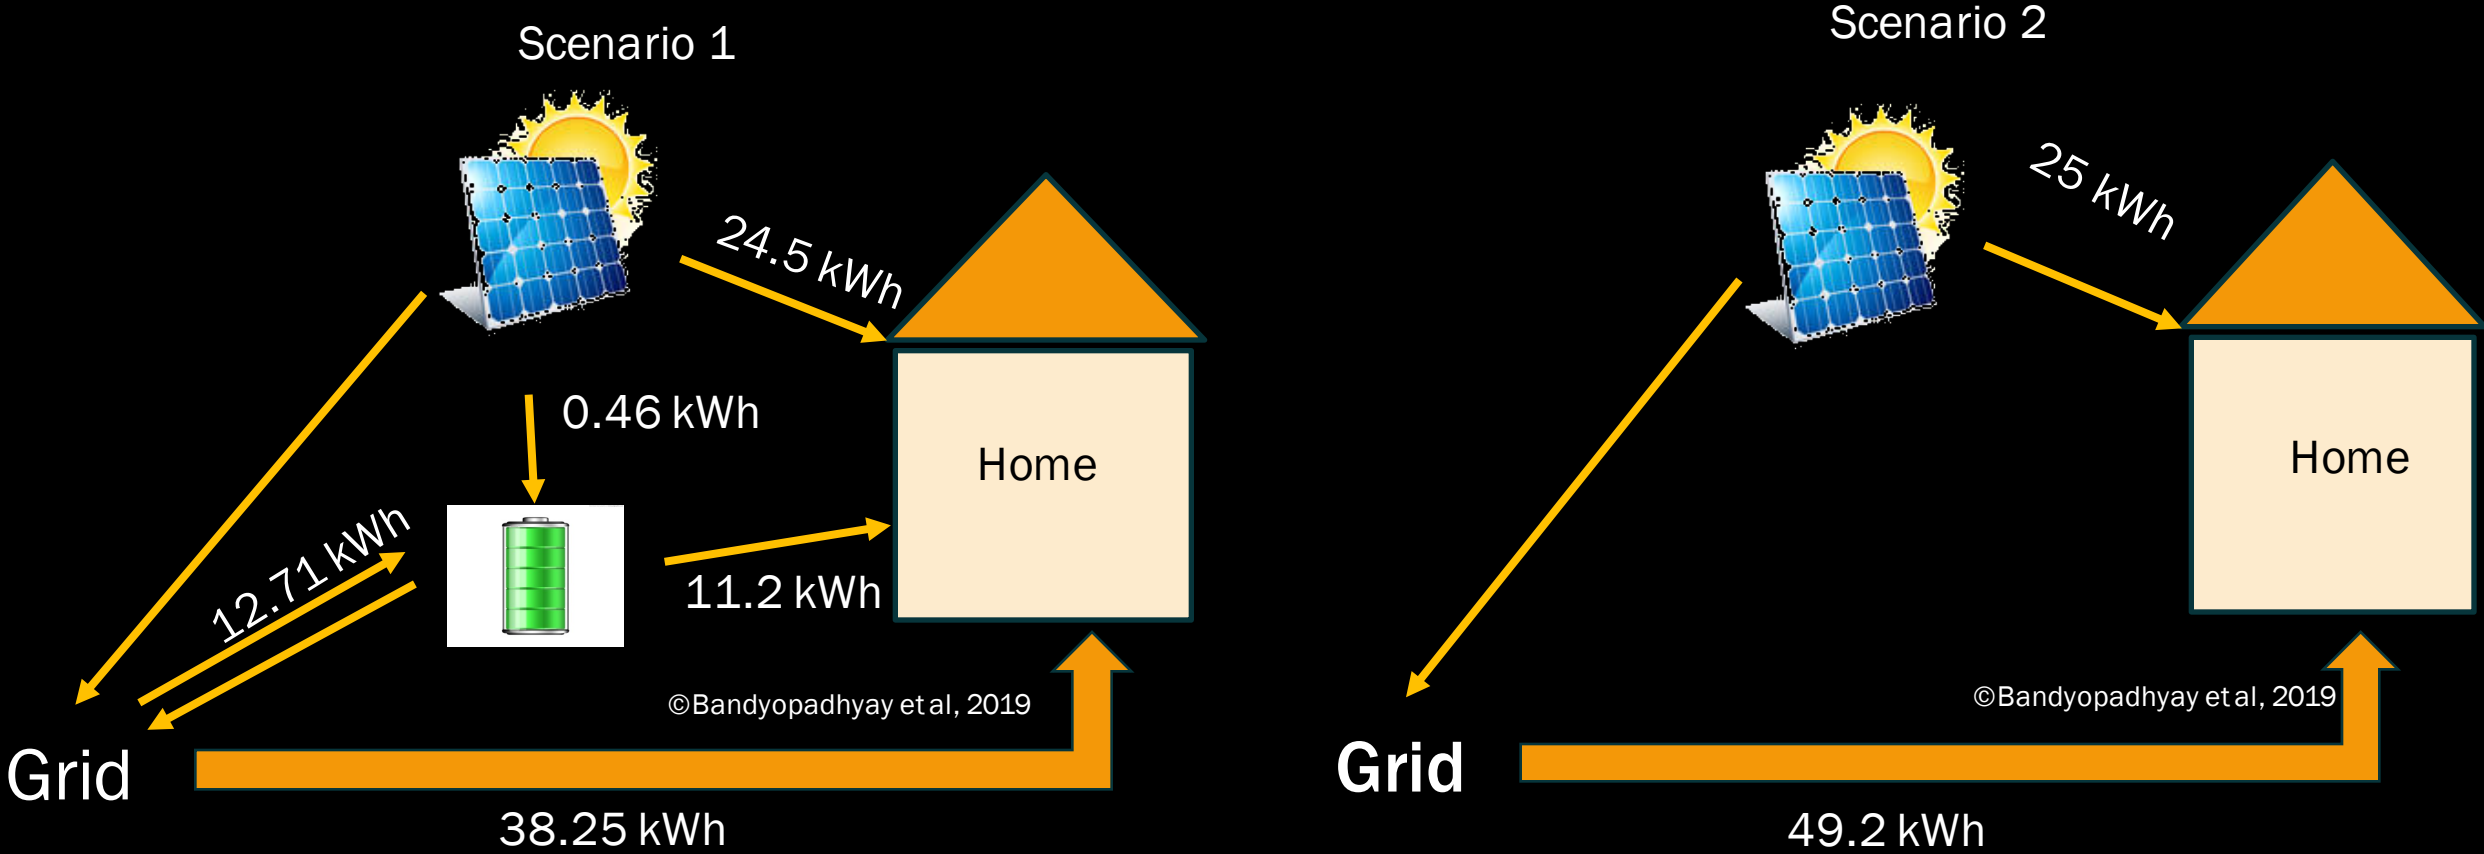 Scenario 1
24.5 kWh
0.46 kWh
Home
12.71 kWh
11.2 kWh
©Bandyopadhyay et al, 2019
Grid
38.25 kWh
Scenario 2
25 kWh
Home
©Bandyopadhyay et al, 2019
Grid
49.2 kWh